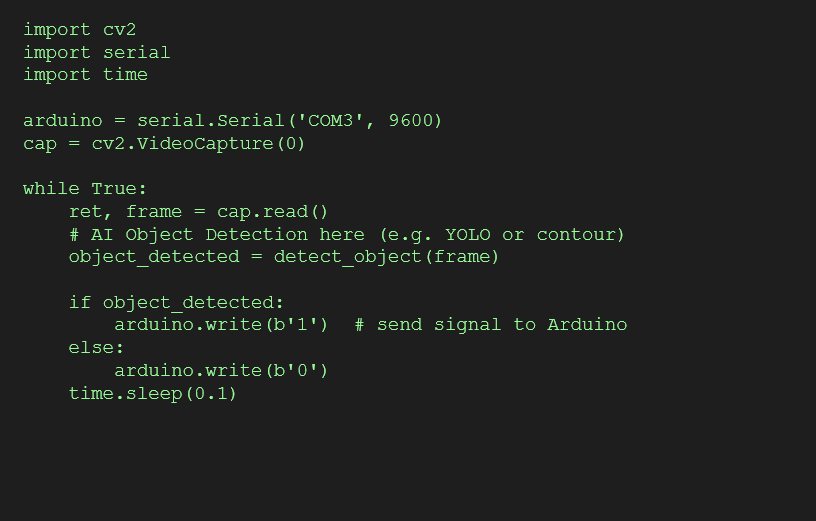 import cv2
import serial
import time

arduino = serial.Serial('COM3', 9600)
cap = cv2.VideoCapture(0)

while True:
    ret, frame = cap.read()
    # AI Object Detection here (e.g. YOLO or contour)
    object_detected = detect_object(frame)

    if object_detected:
        arduino.write(b'1')  # send signal to Arduino
    else:
        arduino.write(b'0')
    time.sleep(0.1)